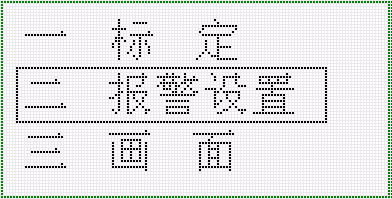 一 标 定
二 报警设置
三 画 面